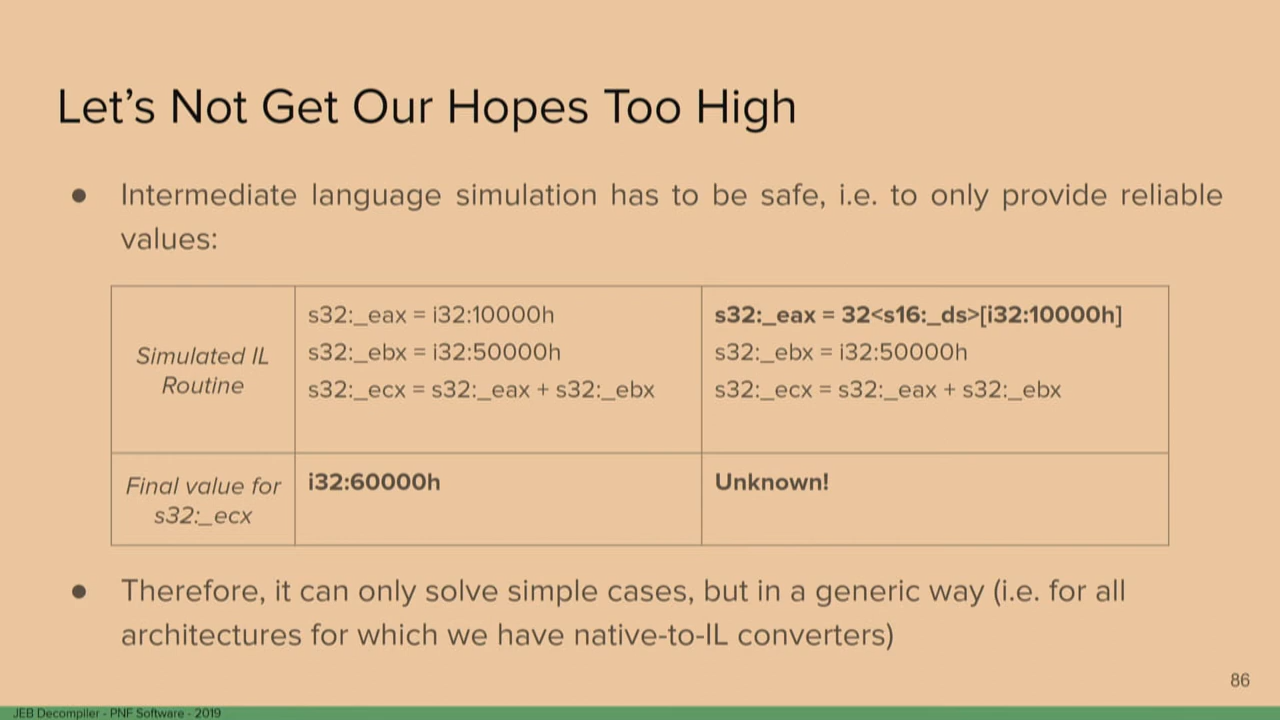 Let's Not Get Our Hopes Too High
● Intermediate language simulation has to be safe, i.e. to only provide reliable
values:
Simulated IL
Routine
s32:_eax = i32:10000h
s32:_ebx = i32:50000h
s32:_ecx = s32:_eax + s32:_ebx
s32:_eax = 32<s16:_ds>[i32:10000h]
s32:_ebx = i32:50000h
s32:_ecx = s32:_eax + s32:_ebx
Final value for
s32:_ecx
i32:60000h
Unknown!
● Therefore, it can only solve simple cases, but in a generic way (i.e. for all
architectures for which we have native-to-IL converters)
86
JEB Decompiler - PNF Software - 2019